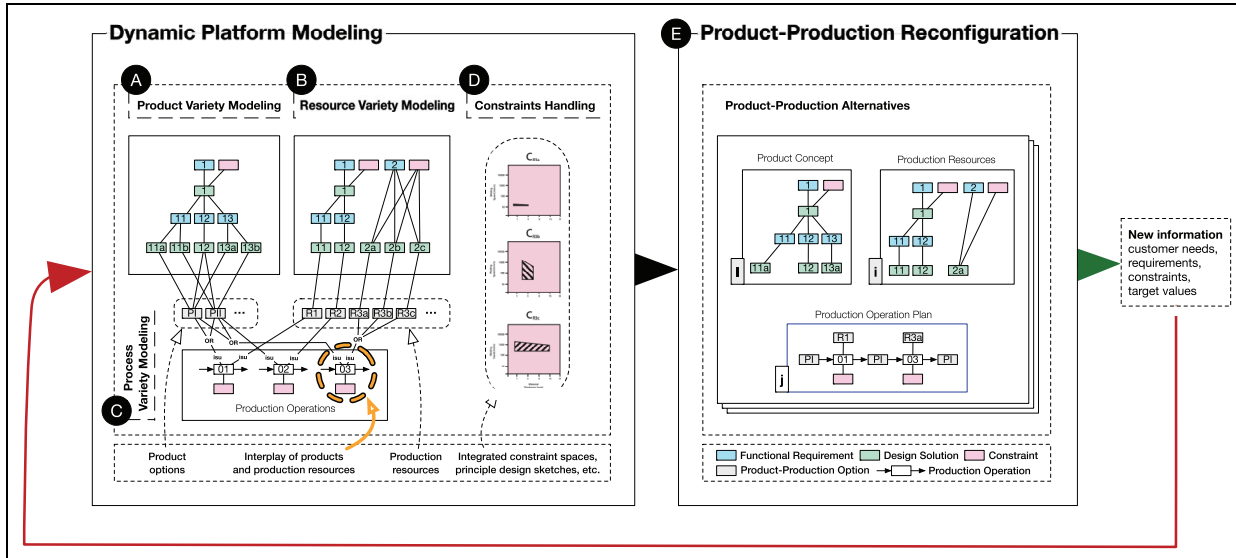 Dynamic Platform Modeling
A
Product Variety Modeling
B
Resource Variety Modeling
D
Constraints Handling
1
1
11 12 13
11a 11b 12 13a 13b
1 2
1
11 12
11 12 2a 2b 2c
PI PII ...
R1 R2 R3a R3b R3c ...
OR OR OR
isu isu isu isu isu isu
01 02 03
Production Operations
Process
Variety Modeling
C
Product
options
Interplay of products
and production resources
Production
resources
Integrated constraint spaces,
principle design sketches, etc.
E
Product-Production Reconfiguration
Product-Production Alternatives
Product Concept
1
1
11 12 13
11a 12 13a
I
Production Resources
1 2
1
11 12
11 12 2a
i
Production Operation Plan
R1 R3a
PI 01 PI 03 PI
j
Functional Requirement Design Solution Constraint
Product-Production Option Production Operation
New information
customer needs,
requirements,
constraints,
target values